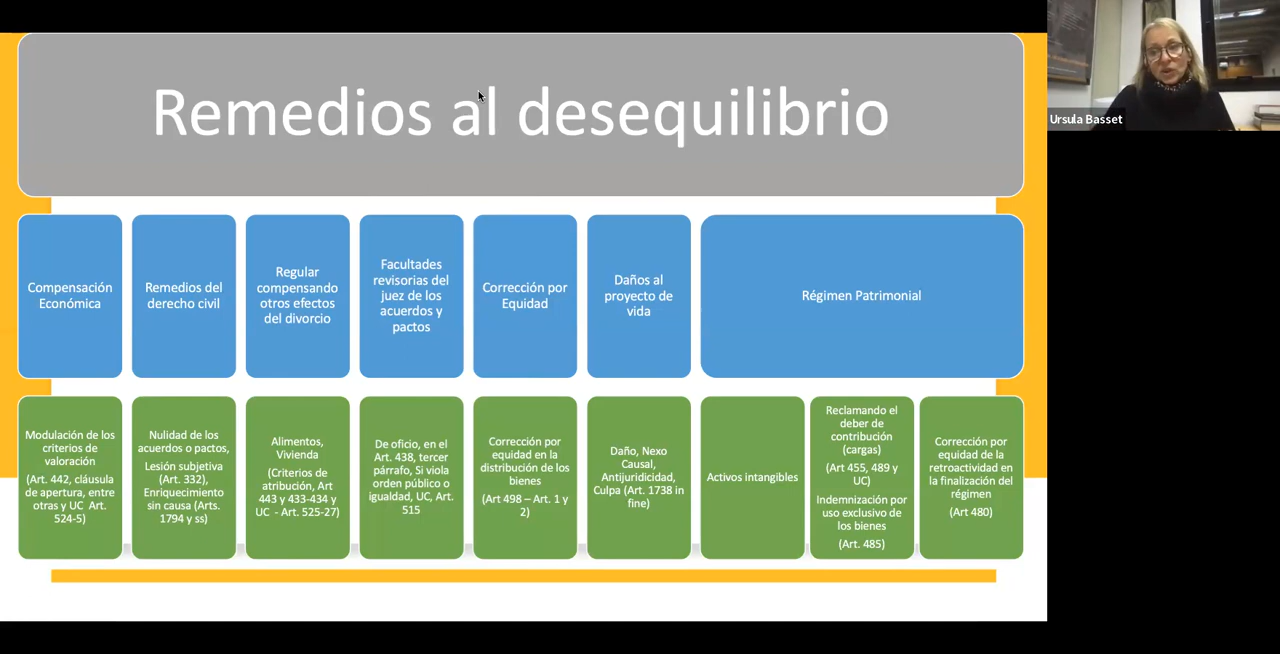 Remedios al desequilibrio
Ursula Basset
Compensación
Económica
Remedios del
derecho civil
Regular
compensando
otros efectos
del divorcio
Facultades
revisorias del
juez de los
acuerdos y
pactos
Corrección por
Equidad
Daños al
proyecto de
vida
Régimen Patrimonial
Modulación de los
criterios de
valoración
(Art. 442, cláusula
de apertura, entre
otras y UC Art.
524-5)
Nulidad de los
acuerdos o pactos,
Lesión subjetiva
(Art. 332),
Enriquecimiento
sin causa (Arts.
1794 y ss)
Alimentos,
Vivienda
(Criterios de
atribución, Art
443 y 433-434 y
UC - Art. 525-27)
De oficio, en el
Art. 438, tercer
párrafo, Si viola
orden público o
igualdad, UC, Art.
515
Corrección por
equidad en la
distribución de los
bienes
(Art 498 – Art. 1 y
2)
Daño, Nexo
Causal,
Antijuridicidad,
Culpa (Art. 1738 in
fine)
Activos intangibles
Reclamando el
deber de
contribución
(cargas)
(Art 455, 489 y
UC)
Indemnización por
uso exclusivo de
los bienes
(Art. 485)
Corrección por
equidad de la
retroactividad en
la finalización del
régimen
(Art 480)